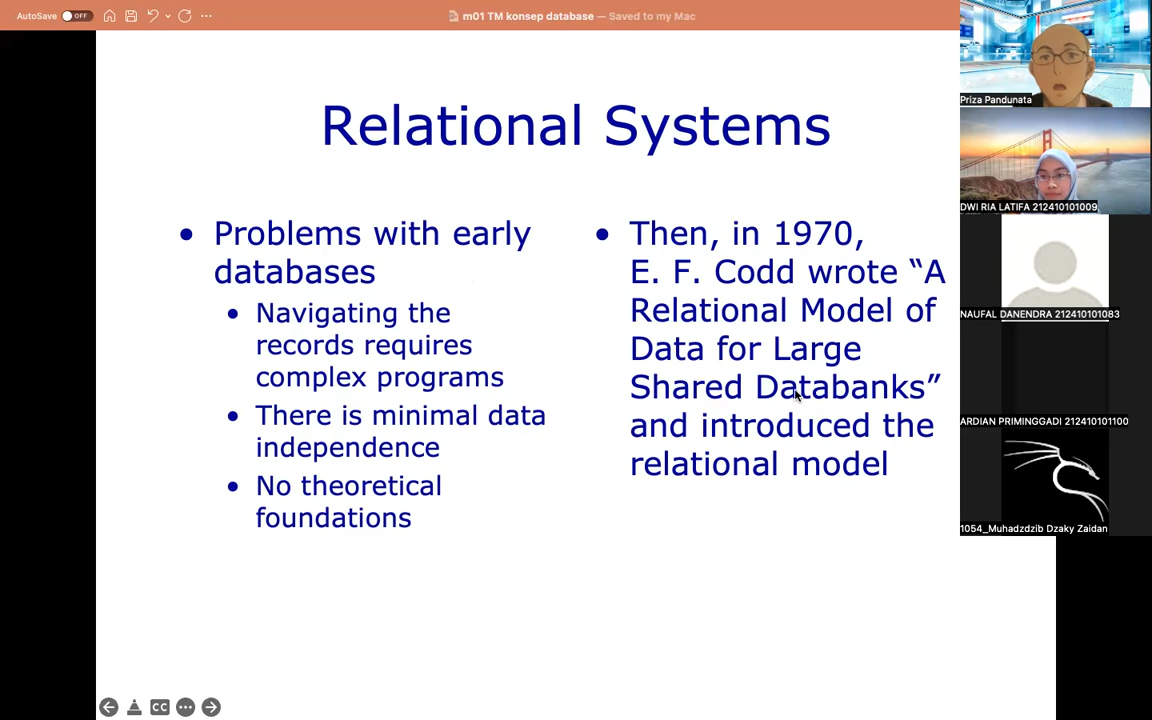 AutoSave OFF
m01 TM konsep database — Saved to my Mac
Relational Systems
• Problems with early
databases
• Navigating the
records requires
complex programs
• There is minimal data
independence
• No theoretical
foundations
• Then, in 1970,
E. F. Codd wrote “A
Relational Model of
Data for Large
Shared Databanks”
and introduced the
relational model
Priza Pandunata
DWI RIA LATIFA 212410101009
NAUFAL DANENDRA 212410101083
ARDIAN PRIMINGGADI 212410101100
1054_Muhadzdzib Dzaky Zaidan
CC